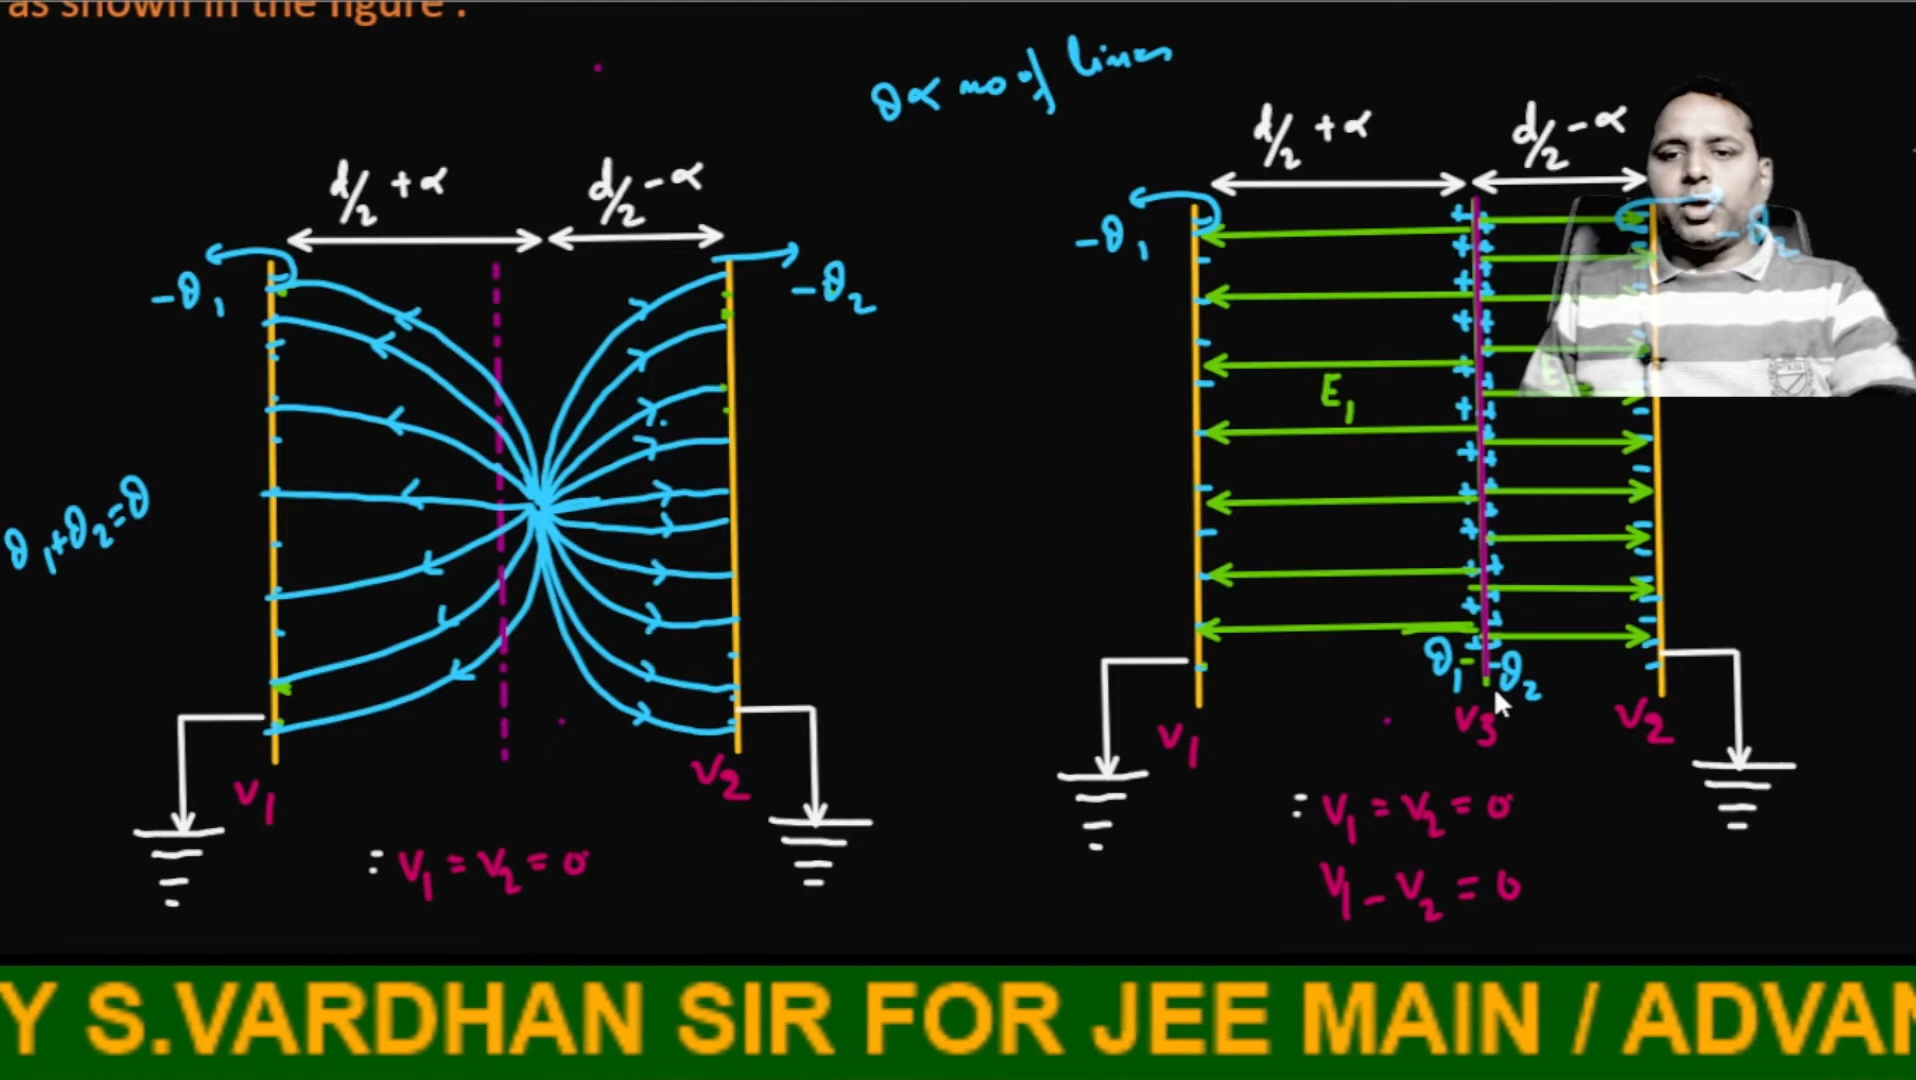 as shown in the figure .
Q ∝ no of lines
d/2 + α
d/2 - α
d/2 + α
d/2 - α
-Q1
-Q2
-Q1
E1
Q1+Q2=Q
Q1
Q2
V1
V2
V1
V3
V2
: V1 = V2 = 0
: V1 = V2 = 0
V1 - V2 = 0
Y S.VARDHAN SIR FOR JEE MAIN / ADVAN